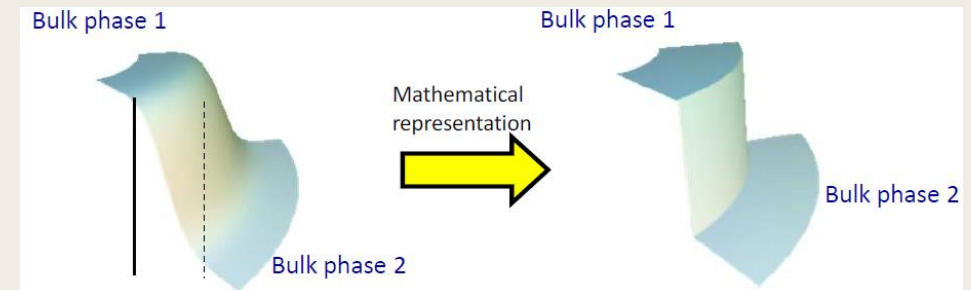 Bulk phase 1
Bulk phase 1
Mathematical
representation
Bulk phase 2
Bulk phase 2